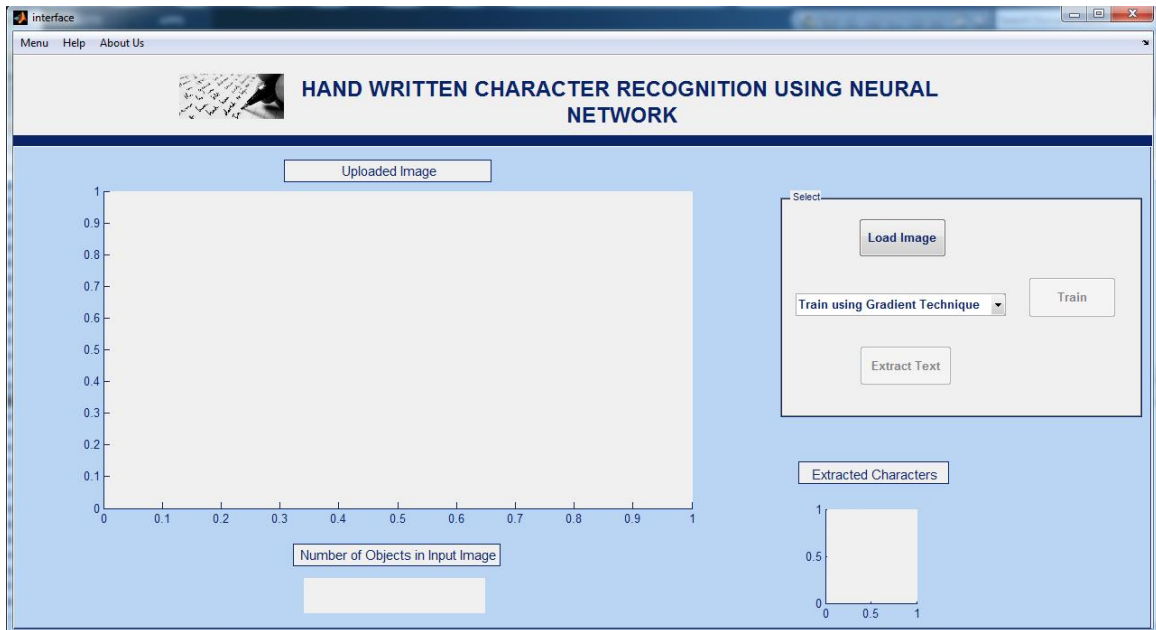 interface
Menu Help About Us
HAND WRITTEN CHARACTER RECOGNITION USING NEURAL
NETWORK
Uploaded Image
1
0.9
0.8
0.7
0.6
0.5
0.4
0.3
0.2
0.1
0
0 0.1 0.2 0.3 0.4 0.5 0.6 0.7 0.8 0.9 1
Number of Objects in Input Image
Select
Load Image
Train using Gradient Technique
Train
Extract Text
Extracted Characters
1
0.5
0
0 0.5 1